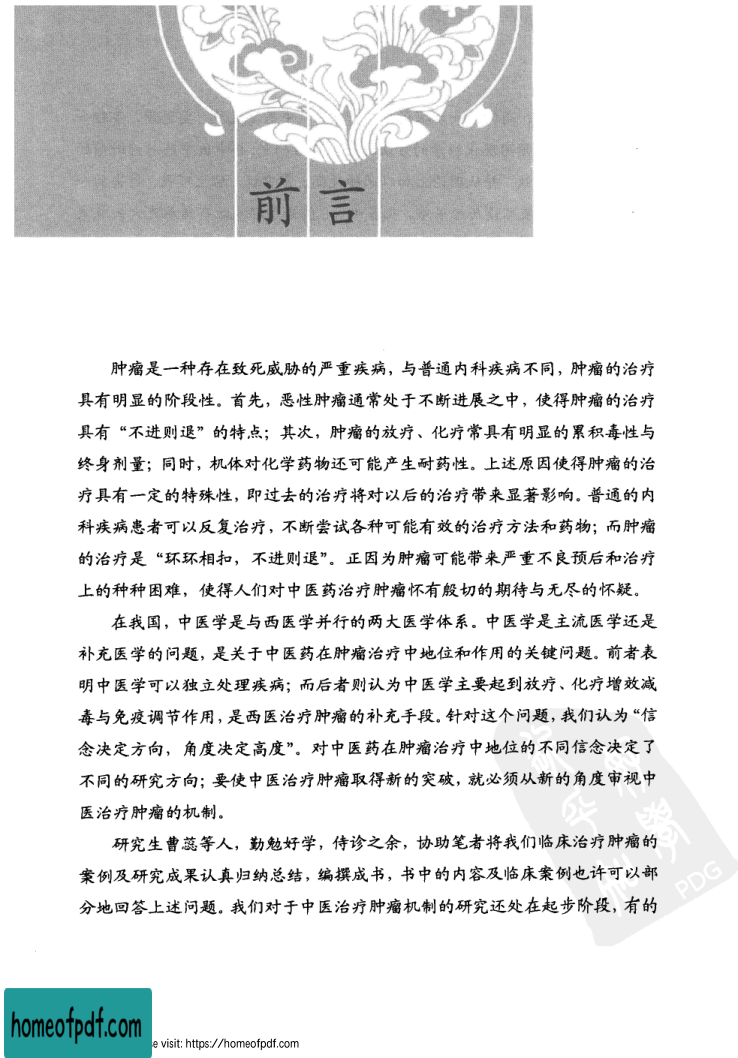 前言
肿瘤是一种存在致死威胁的严重疾病，与普通内科疾病不同，肿瘤的治疗
具有明显的阶段性。首先，恶性肿瘤通常处于不断进展之中，使得肿瘤的治疗
具有“不进则退”的特点；其次，肿瘤的放疗、化疗常具有明显的累积毒性与
终身剂量；同时，机体对化学药物还可能产生耐药性。上述原因使得肿瘤的治
疗具有一定的特殊性，即过去的治疗将对以后的治疗带来显著影响。普通的内
科疾病患者可以反复治疗，不断尝试各种可能有效的治疗方法和药物；而肿瘤
的治疗是“环环相扣，不进则退”。正因为肿瘤可能带来严重不良预后和治疗
上的种种困难，使得人们对中医药治疗肿瘤怀有殷切的期待与无尽的怀疑。
在我国，中医学是与西医学并行的两大医学体系。中医学是主流医学还是
补充医学的问题，是关于中医药在肿瘤治疗中地位和作用的关键问题。前者表
明中医学可以独立处理疾病；而后者则认为中医学主要起到放疗、化疗增效减
毒与免疫调节作用，是西医治疗肿瘤的补充手段。针对这个问题，我们认为“信
念决定方向，角度决定高度”。对中医药在肿瘤治疗中地位的不同信念决定了
不同的研究方向；要使中医治疗肿瘤取得新的突破，就必须从新的角度审视中
医治疗肿瘤的机制。
研究生曹蕊等人，勤勉好学，侍诊之余，协助笔者将我们临床治疗肿瘤的
案例及研究成果认真归纳总结，编撰成书，书中的内容及临床案例也许可以部
分地回答上述问题。我们对于中医治疗肿瘤机制的研究还处在起步阶段，有的
PDG
homeofpdf.com
e visit: https://homeofpdf.com